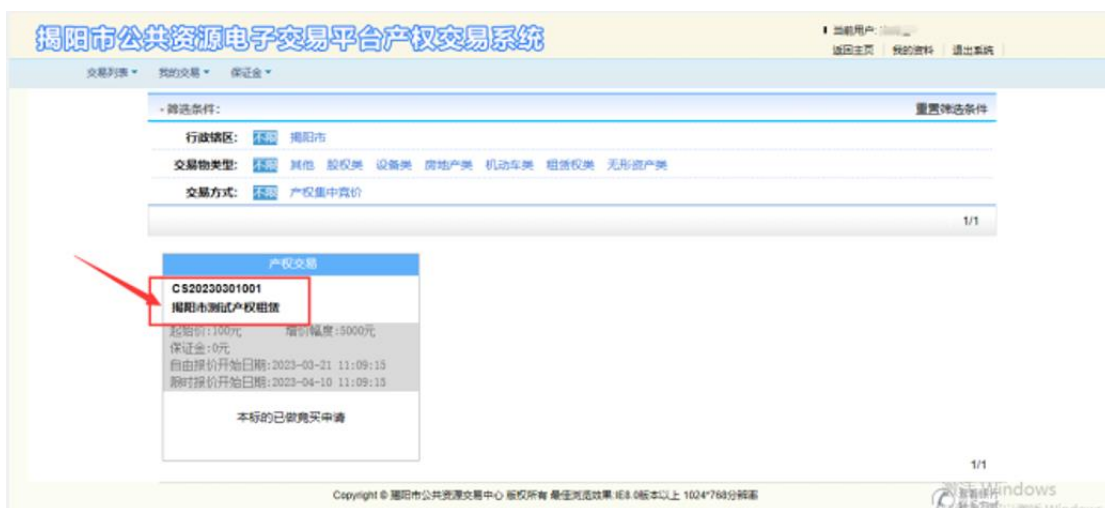 揭阳市公共资源电子交易平台产权交易系统
当前用户:
返回主页 我的资料 退出系统
交易列表 我的交易 保证金
筛选条件: 重置筛选条件
行政辖区: 不限 揭阳市
交易物类型: 不限 其他 股权类 设备类 房地产类 机动车类 租赁权类 无形资产类
交易方式: 不限 产权集中竞价
1/1
产权交易
CS20230301001
揭阳市测试产权租赁
起始价:100元 增价幅度:5000元
保证金:0元
自由报价开始日期:2023-03-21 11:09:15
限时报价开始日期:2023-04-10 11:09:15
本标的已做竞买申请
1/1
Copyright © 揭阳市公共资源交易中心 版权所有 最佳浏览效果:IE8.0版本以上 1024*768分辨率
激活 Windows